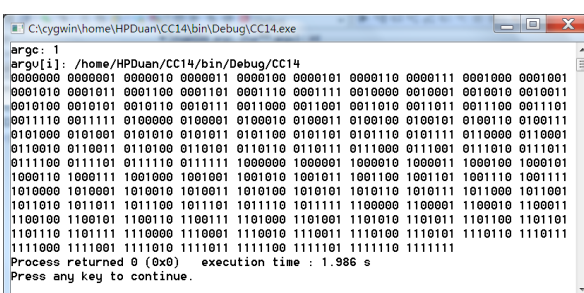 C:\cygwin\home\HPDuan\CC14\bin\Debug\CC14.exe
argc: 1
argv[i]: /home/HPDuan/CC14/bin/Debug/CC14
0000000 0000001 0000010 0000011 0000100 0000101 0000110 0000111 0001000 0001001
0001010 0001011 0001100 0001101 0001110 0001111 0010000 0010001 0010010 0010011
0010100 0010101 0010110 0010111 0011000 0011001 0011010 0011011 0011100 0011101
0011110 0011111 0100000 0100001 0100010 0100011 0100100 0100101 0100110 0100111
0101000 0101001 0101010 0101011 0101100 0101101 0101110 0101111 0110000 0110001
0110010 0110011 0110100 0110101 0110110 0110111 0111000 0111001 0111010 0111011
0111100 0111101 0111110 0111111 1000000 1000001 1000010 1000011 1000100 1000101
1000110 1000111 1001000 1001001 1001010 1001011 1001100 1001101 1001110 1001111
1010000 1010001 1010010 1010011 1010100 1010101 1010110 1010111 1011000 1011001
1011010 1011011 1011100 1011101 1011110 1011111 1100000 1100001 1100010 1100011
1100100 1100101 1100110 1100111 1101000 1101001 1101010 1101011 1101100 1101101
1101110 1101111 1110000 1110001 1110010 1110011 1110100 1110101 1110110 1110111
1111000 1111001 1111010 1111011 1111100 1111101 1111110 1111111
Process returned 0 (0x0)   execution time : 1.986 s
Press any key to continue.